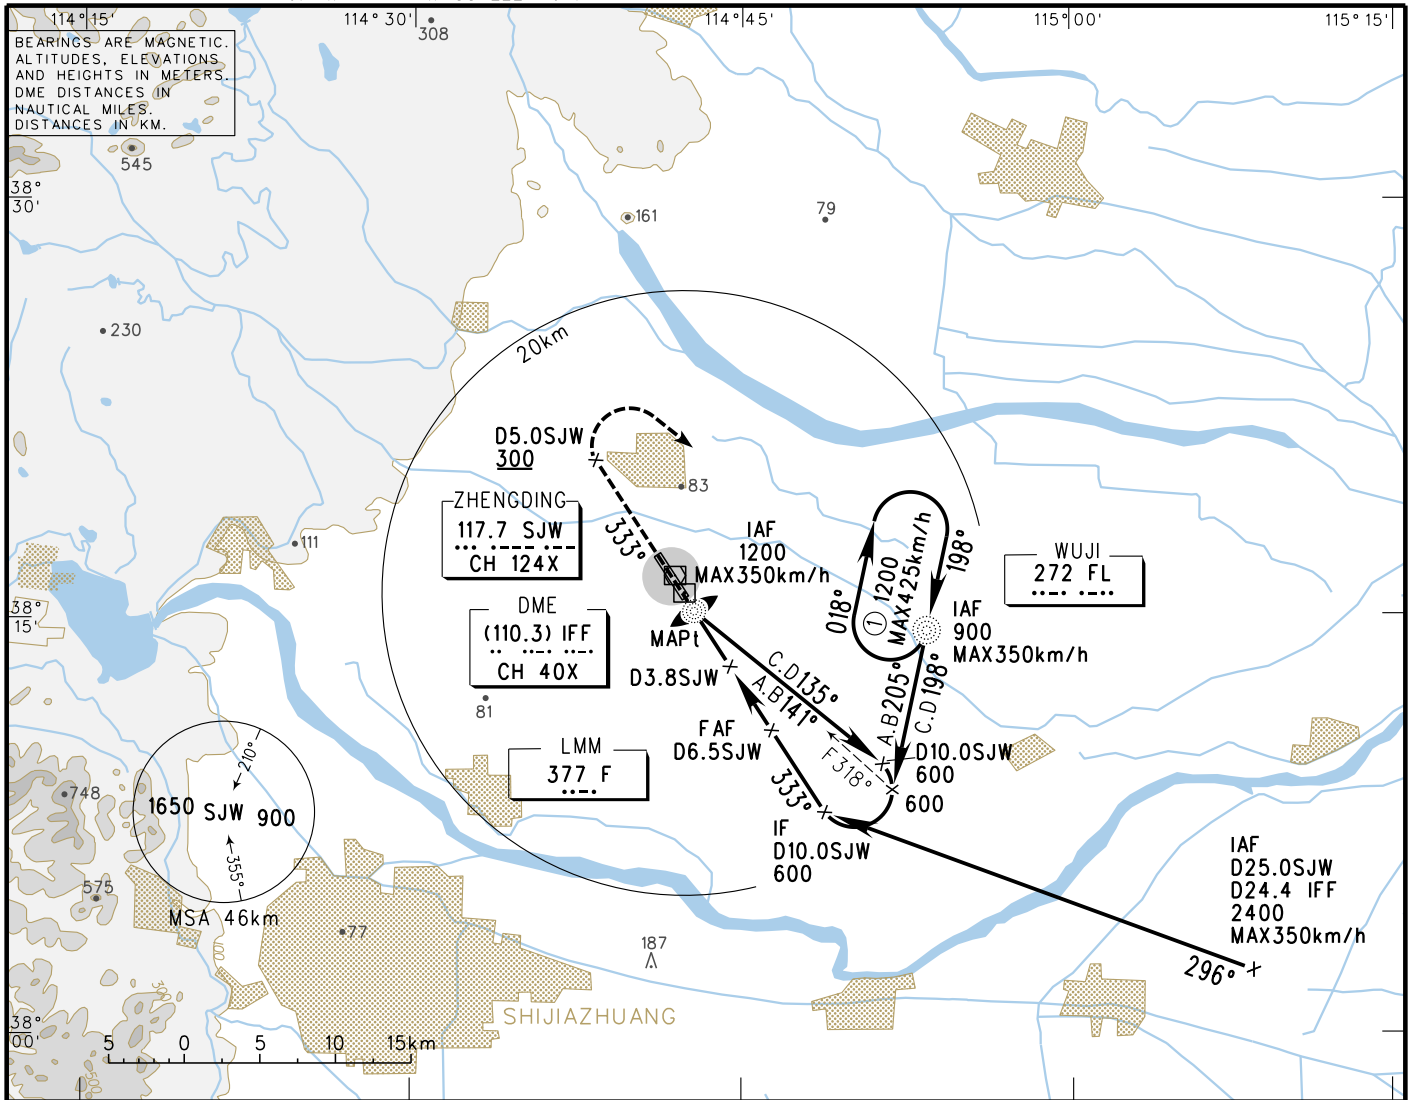 114°15'
114°30'
114°45'
115°00'
115°15'
BEARINGS ARE MAGNETIC.
ALTITUDES, ELEVATIONS
AND HEIGHTS IN METERS.
DME DISTANCES IN
NAUTICAL MILES.
DISTANCES IN KM.
308
545
38°
30'
161
79
230
20km
D5.0SJW
300
83
ZHENGDING
117.7 SJW
CH 124X
333°
IAF
1200
MAX350km/h
111
018°
1 1200
MAX425km/h
198°
WUJI
272 FL
38°
15'
DME
(110.3) IFF
CH 40X
MAPt
IAF
900
MAX350km/h
D3.8SJW
C.D135°
A.B141°
A.B205°
C.D198°
81
FAF
D6.5SJW
F318°
D10.0SJW
600
600
LMM
377 F
333°
210°
1650 SJW 900
355°
MSA 46km
748
575
IF
D10.0SJW
600
IAF
D25.0SJW
D24.4 IFF
2400
MAX350km/h
296°
77
187
100
300
SHIJIAZHUANG
38°
00'
5 0 5 10 15km
500